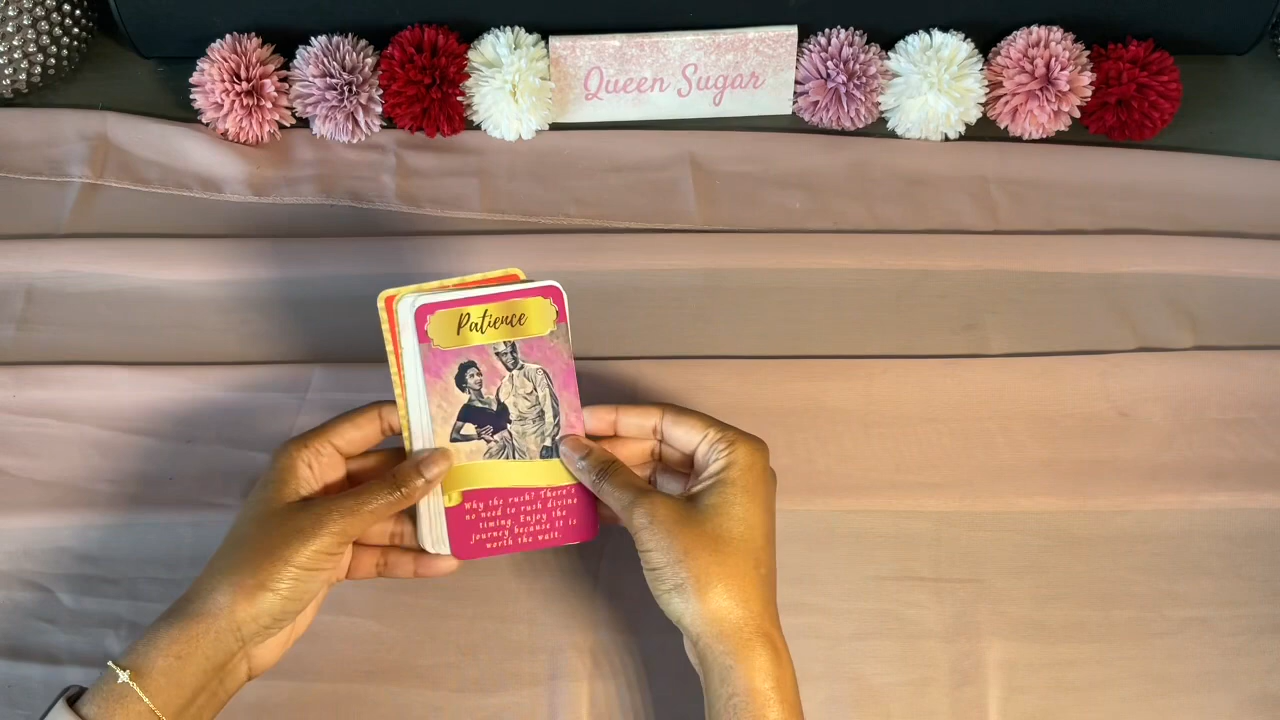 Queen Sugar
Patience
Why the rush? There's
no need to rush divine
timing. Enjoy the
journey because it is
worth the wait.